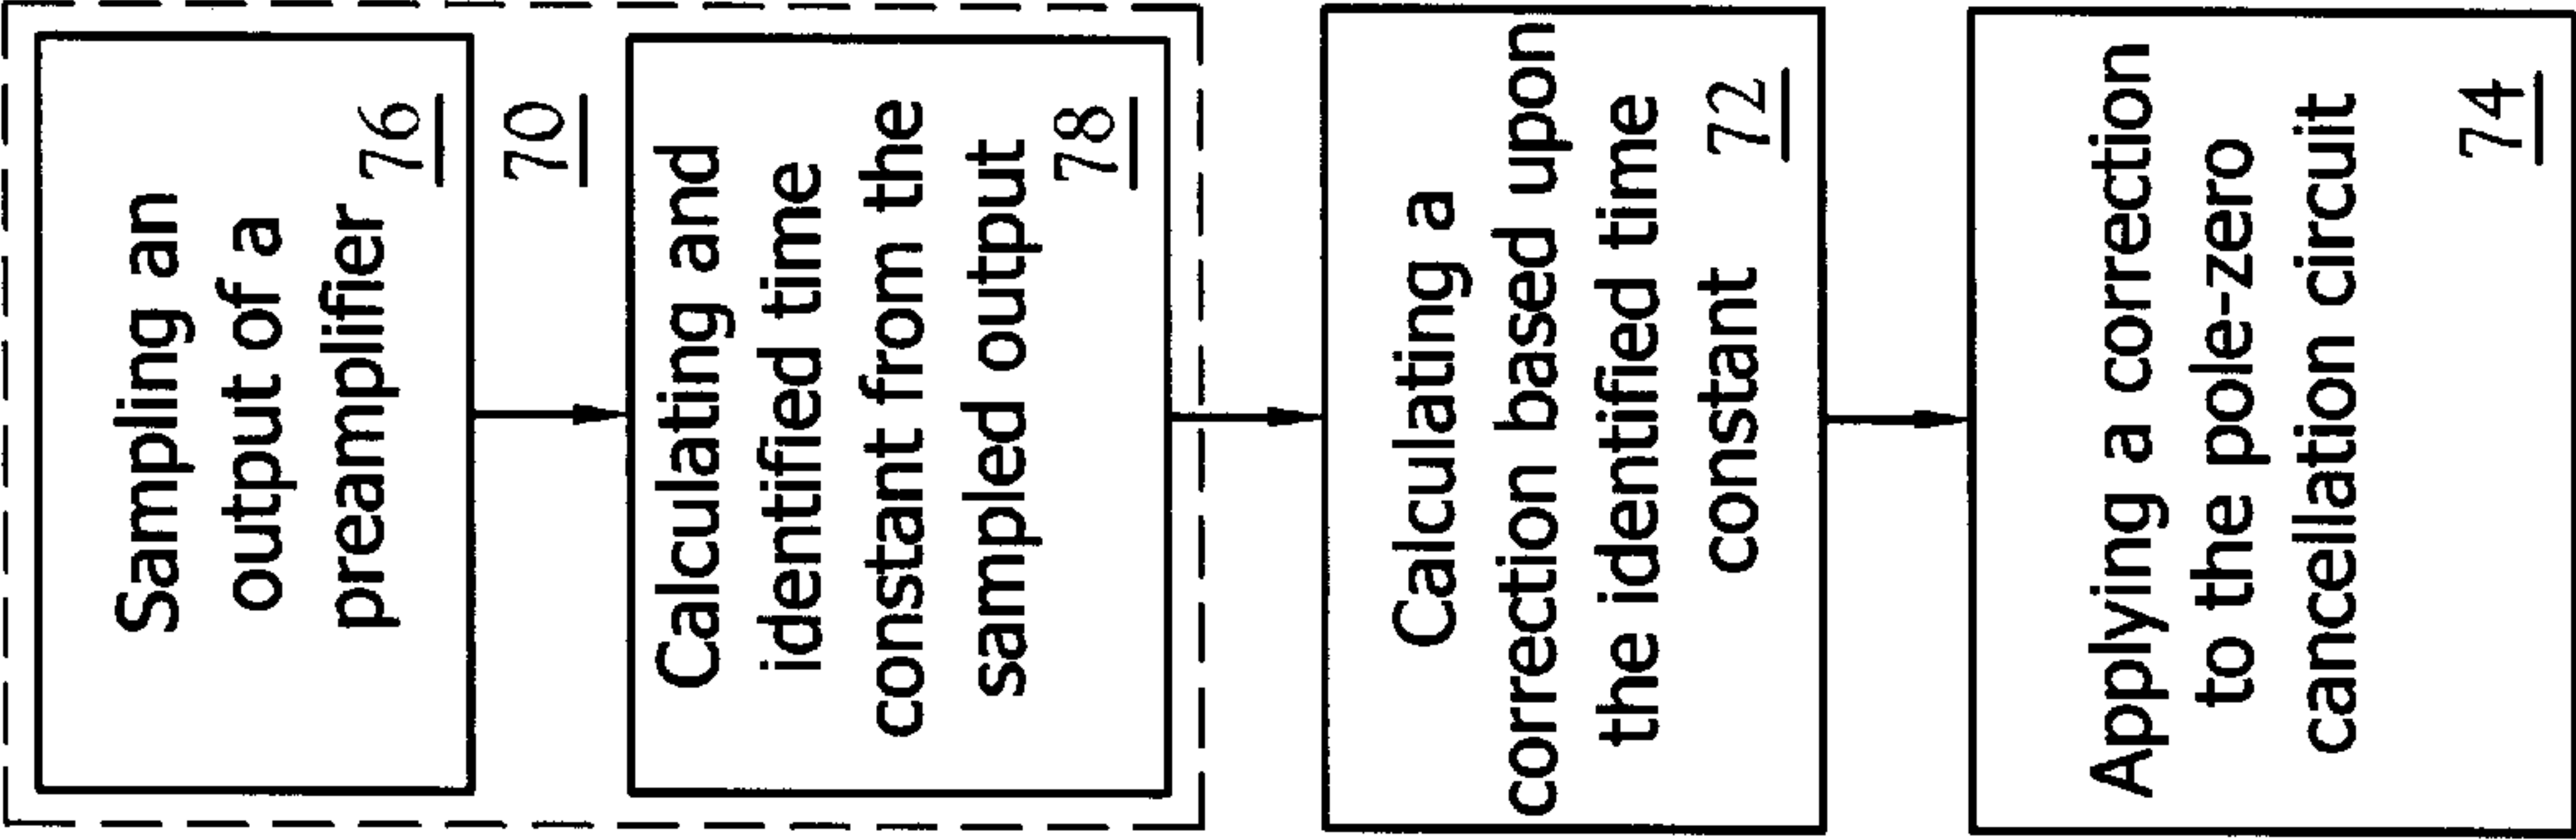 Sampling an
output of a
preamplifier
76
70
Calculating and
identified time
constant from the
sampled output
78
Calculating a
correction based upon
the identified time
constant
72
Applying a correction
to the pole-zero
cancellation circuit
74